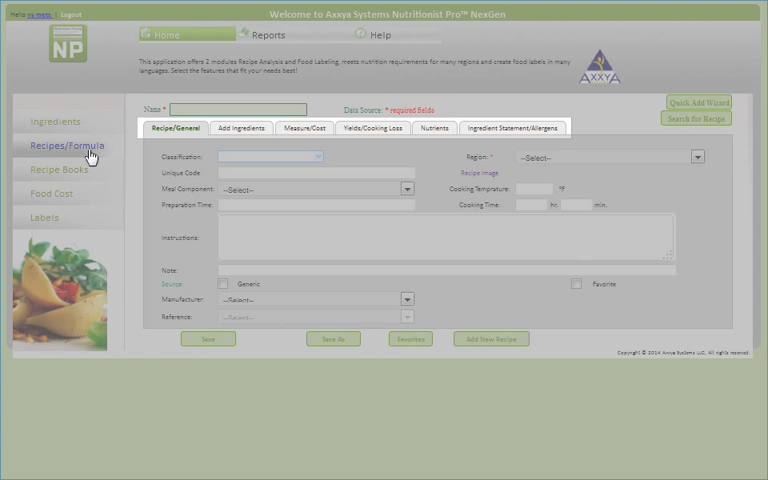 Hello ny metic | Logout
Welcome to Axxya Systems Nutritionist Pro™ NexGen
NP
Home
Reports
Help
This application offers 2 modules Recipe Analysis and Food Labeling, meets nutrition requirements for many regions and create food labels in many
languages. Select the features that fit your needs best!
AXXYA
Ingredients
Recipes/Formula
Recipe Books
Food Cost
Labels
Name *
Data Source: * required fields
Quick Add Wizard
Search for Recipe
Recipe/General
Add Ingredients
Measure/Cost
Yields/Cooking Loss
Nutrients
Ingredient Statement/Allergens
Classification:
Region: *
--Select--
Unique Code
Recipe Image
Meal Component:
--Select--
Cooking Temprature:
°F
Preparation Time:
Cooking Time:
hr.
min.
Instructions:
Note:
Source
Generic
Favorite
Manufacturer:
--Select--
Reference:
--Select--
Save
Save As
Favorites
Add New Recipe
Copyright © 2014 Axxya Systems LLC, All rights reserved.